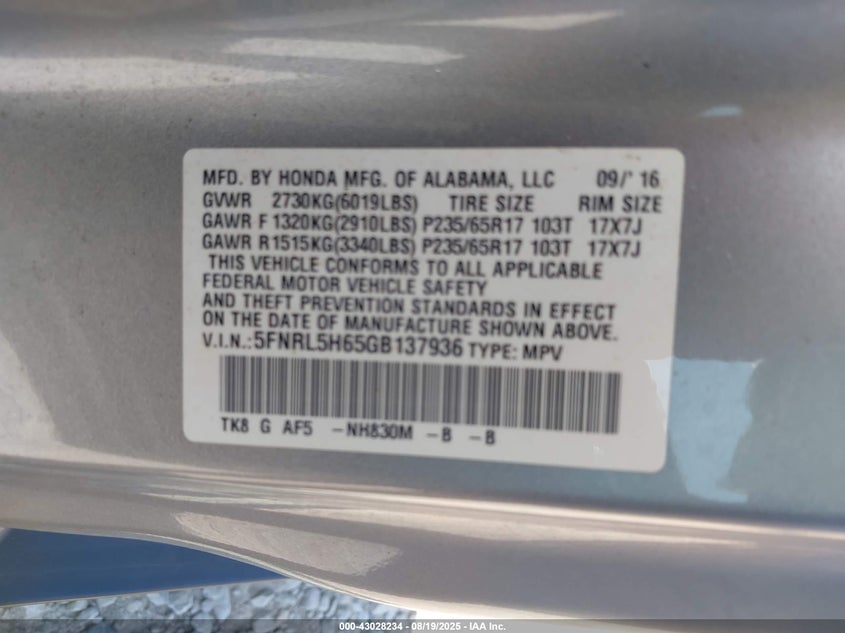 MFD. BY HONDA MFG. OF ALABAMA, LLC 09/' 16
GVWR 2730KG(6019LBS) TIRE SIZE RIM SIZE
GAWR F 1320KG(2910LBS) P235/65R17 103T 17X7J
GAWR R1515KG(3340LBS) P235/65R17 103T 17X7J
THIS VEHICLE CONFORMS TO ALL APPLICABLE
FEDERAL MOTOR VEHICLE SAFETY
AND THEFT PREVENTION STANDARDS IN EFFECT
ON THE DATE OF MANUFACTURE SHOWN ABOVE.
V.I.N.: 5FNRL5H65GB137936 TYPE: MPV
TK8 G AF5 -NH830M -B -B
000-43028234 - 08/19/2025 - IAA Inc.